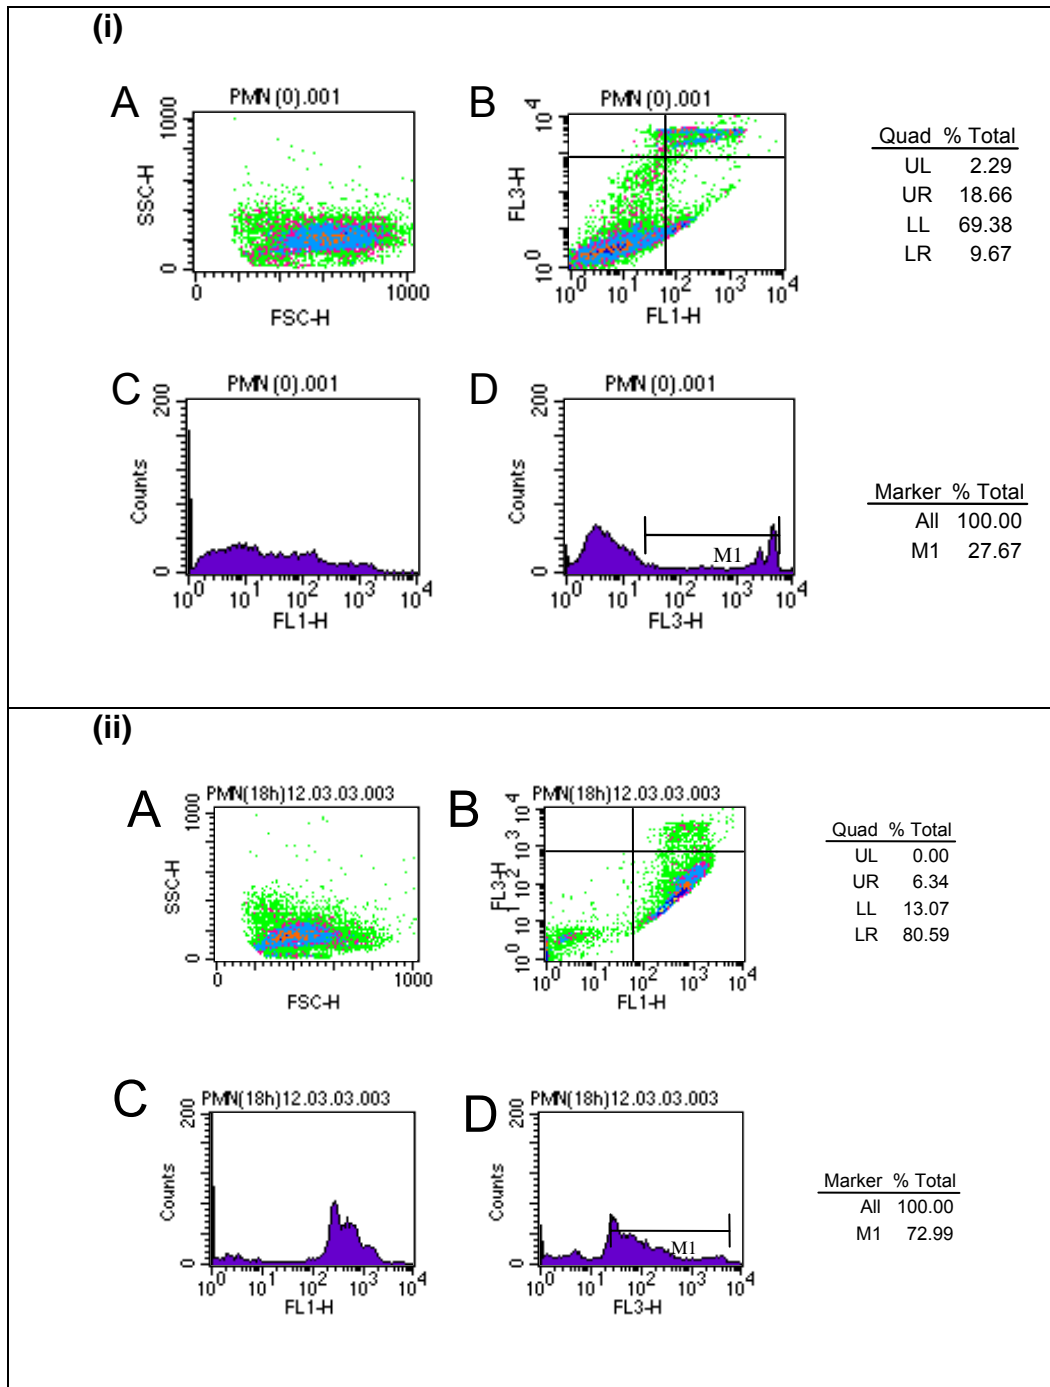 (i)
A
PMN (0).001
1000
SSC-H
0
0
1000
FSC-H
B
PMN (0).001
10^4
FL3-H
10^0
10^0 10^1 10^2 10^3 10^4
FL1-H
Quad % Total
UL 2.29
UR 18.66
LL 69.38
LR 9.67
C
PMN (0).001
200
Counts
0
10^0 10^1 10^2 10^3 10^4
FL1-H
D
PMN (0).001
200
Counts
0
M1
10^0 10^1 10^2 10^3 10^4
FL3-H
Marker % Total
All 100.00
M1 27.67
(ii)
A
PMN(18h)12.03.03.003
1000
SSC-H
0
0
1000
FSC-H
B
PMN(18h)12.03.03.003
10^0 10^1 10^2 10^3 10^4
FL3-H
10^0 10^1 10^2 10^3 10^4
FL1-H
Quad % Total
UL 0.00
UR 6.34
LL 13.07
LR 80.59
C
PMN(18h)12.03.03.003
200
Counts
0
10^0 10^1 10^2 10^3 10^4
FL1-H
D
PMN(18h)12.03.03.003
200
Counts
0
M1
10^0 10^1 10^2 10^3 10^4
FL3-H
Marker % Total
All 100.00
M1 72.99